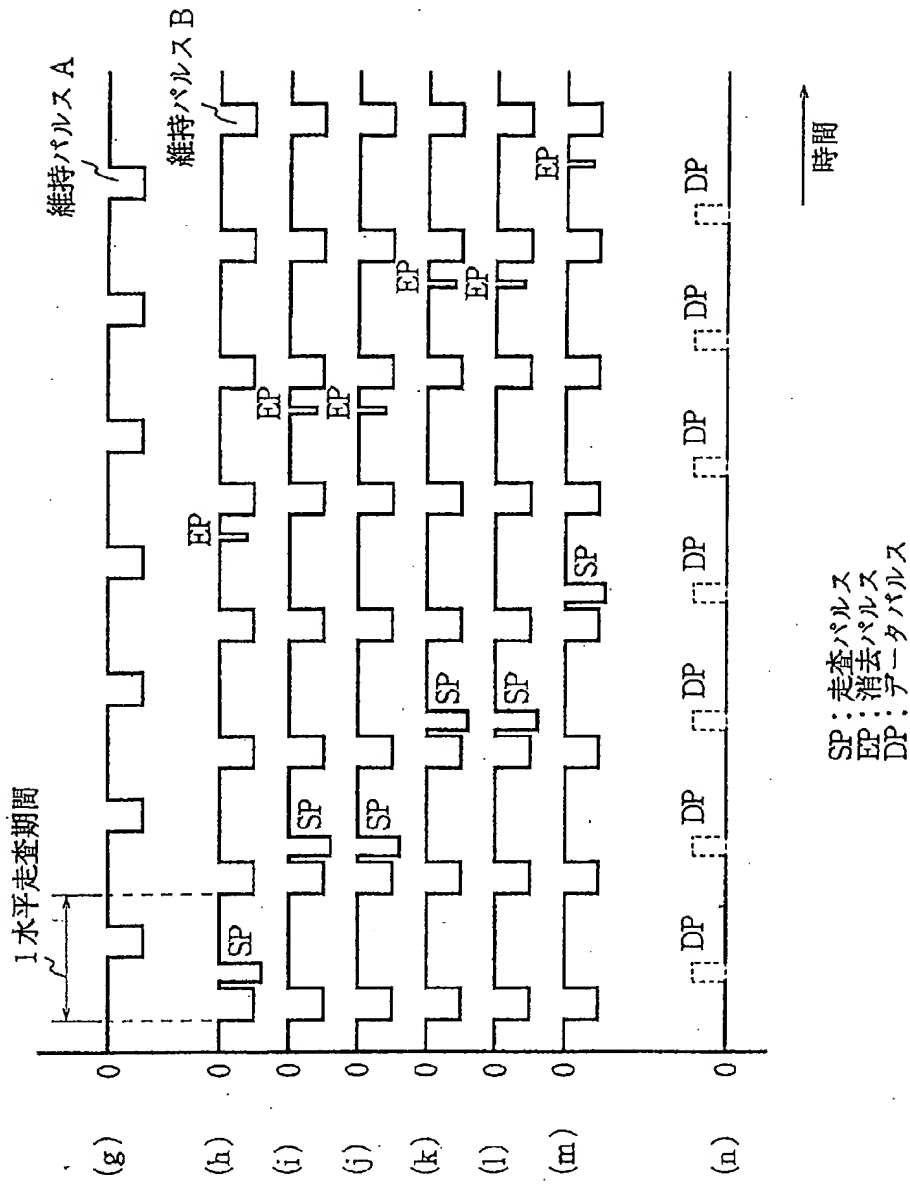 1水平走査期間
維持パルスA
(g) 0
維持パルスB
(h) 0 SP EP
(i) 0 SP EP
(j) 0 SP EP
(k) 0 SP EP
(l) 0 SP EP
(m) 0 SP EP
(n) 0 DP DP DP DP DP DP DP
時間
SP：走査パルス
EP：消去パルス
DP：データパルス